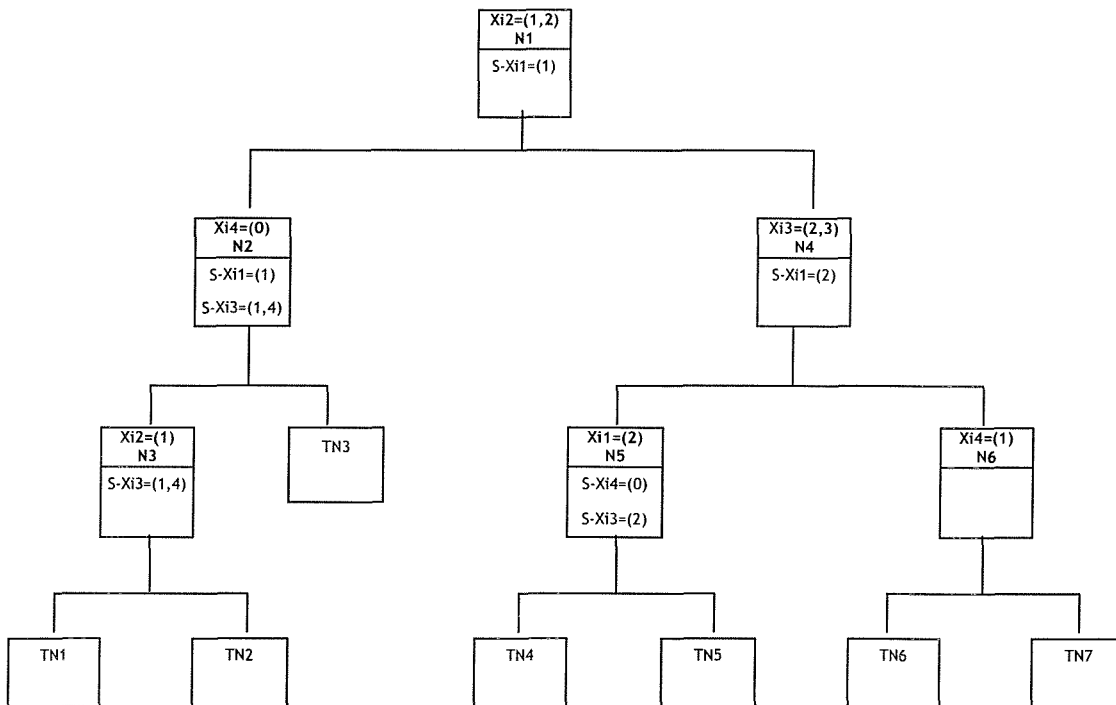 Xi2=(1,2)
N1
S-Xi1=(1)
Xi4=(0)
N2
S-Xi1=(1)
S-Xi3=(1,4)
Xi3=(2,3)
N4
S-Xi1=(2)
Xi2=(1)
N3
S-Xi3=(1,4)
TN3
Xi1=(2)
N5
S-Xi4=(0)
S-Xi3=(2)
Xi4=(1)
N6
TN1
TN2
TN4
TN5
TN6
TN7